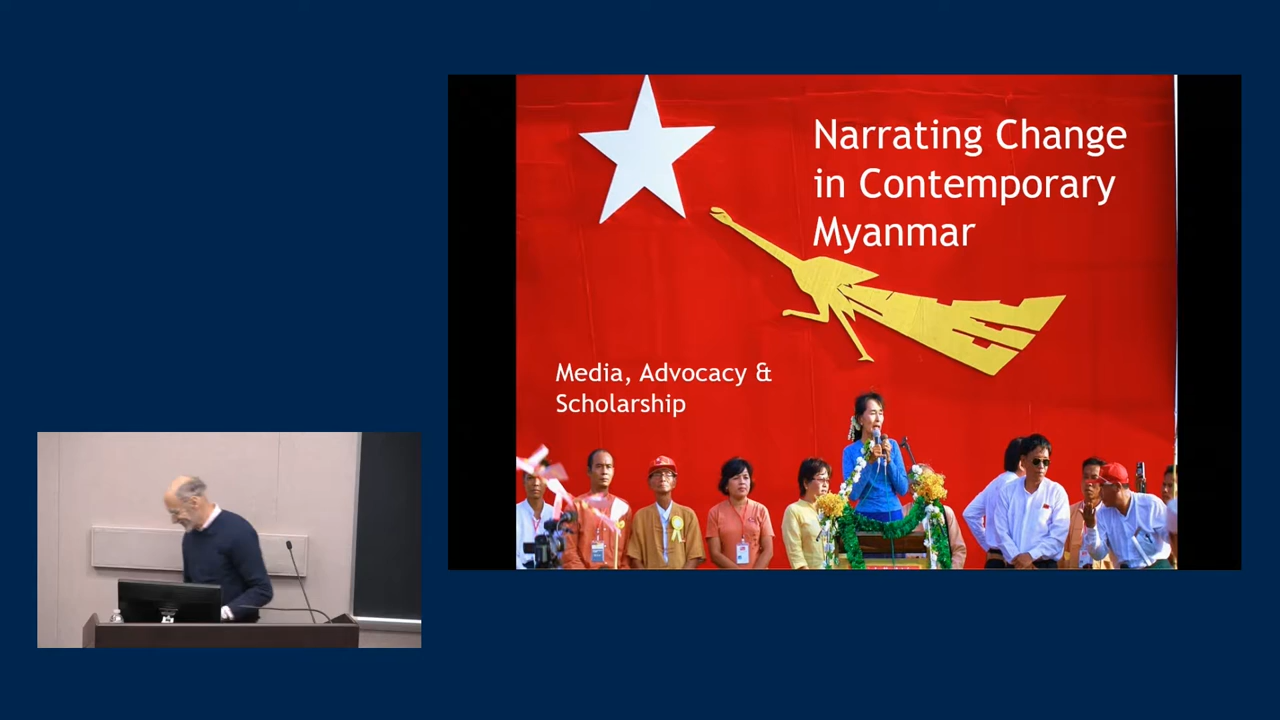 Narrating Change
in Contemporary
Myanmar
Media, Advocacy &
Scholarship